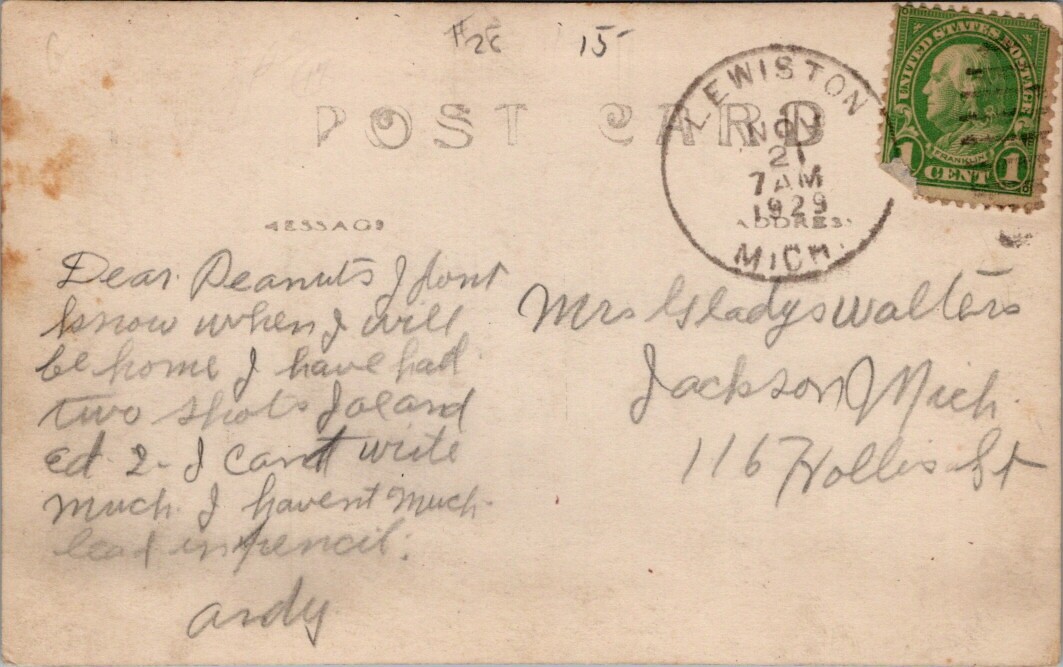 #28 15-
POST CARD
LEWISTON
NOV
21
7 AM
1929
MICH.
UNITED STATES POSTAGE
FRANKLIN
1 CENT 1
MESSAGE
ADDRESS
Dear Peanuts I dont
know when I will
be home I have had
two shots
ed 2 - I cant write
much. I havent much
lead in pencil.
andy
Mrs Gladys Walters
Jackson Mich.
116 Hollis St